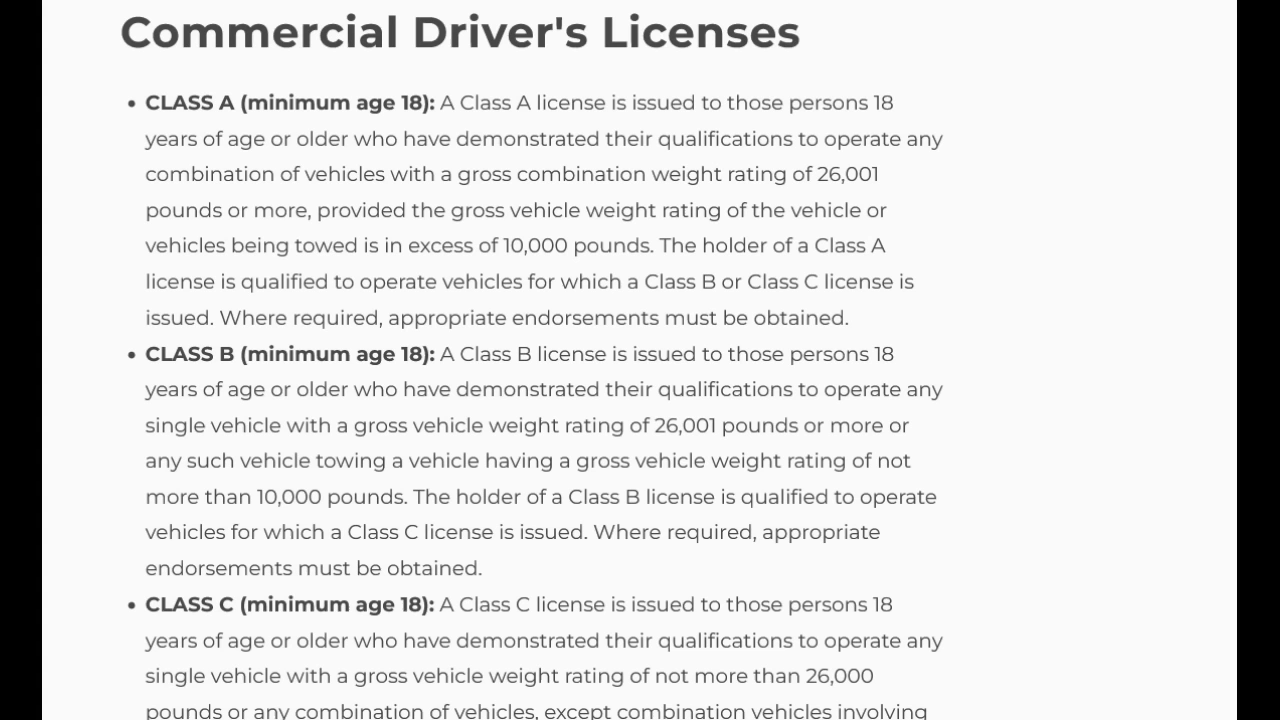 Commercial Driver's Licenses
• CLASS A (minimum age 18): A Class A license is issued to those persons 18
years of age or older who have demonstrated their qualifications to operate any
combination of vehicles with a gross combination weight rating of 26,001
pounds or more, provided the gross vehicle weight rating of the vehicle or
vehicles being towed is in excess of 10,000 pounds. The holder of a Class A
license is qualified to operate vehicles for which a Class B or Class C license is
issued. Where required, appropriate endorsements must be obtained.
• CLASS B (minimum age 18): A Class B license is issued to those persons 18
years of age or older who have demonstrated their qualifications to operate any
single vehicle with a gross vehicle weight rating of 26,001 pounds or more or
any such vehicle towing a vehicle having a gross vehicle weight rating of not
more than 10,000 pounds. The holder of a Class B license is qualified to operate
vehicles for which a Class C license is issued. Where required, appropriate
endorsements must be obtained.
• CLASS C (minimum age 18): A Class C license is issued to those persons 18
years of age or older who have demonstrated their qualifications to operate any
single vehicle with a gross vehicle weight rating of not more than 26,000
pounds or any combination of vehicles, except combination vehicles involving